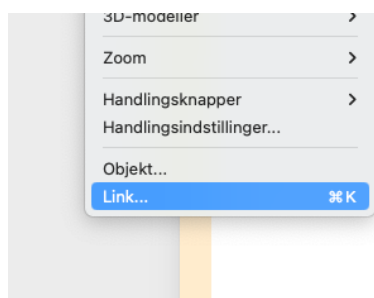 3D-modeller
Zoom
Handlingsknapper
Handlingsindstillinger...
Objekt...
Link... ⌘K